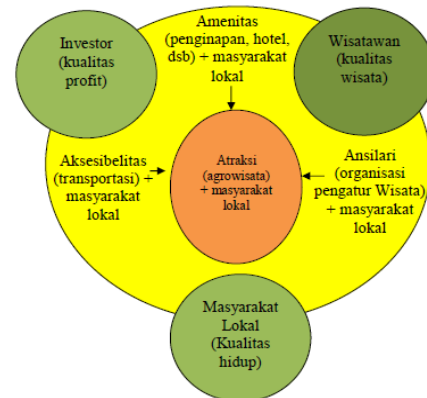 Investor
(kualitas
profit)
Amenitas
(penginapan, hotel,
dsb) + masyarakat
lokal
Wisatawan
(kualitas
wisata)
Aksesibelitas
(transportasi) +
masyarakat
lokal
Atraksi
(agrowisata)
+ masyarakat
lokal
Ansilari
(organisasi
pengatur Wisata)
+ masyarakat
lokal
Masyarakat
Lokal
(Kualitas
hidup)